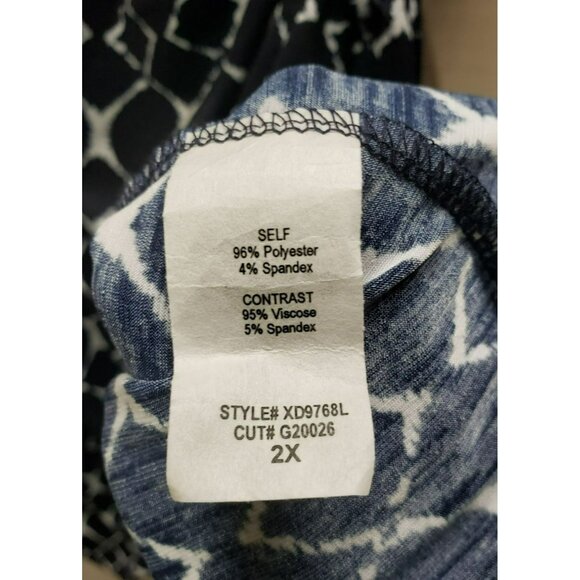 SELF
96% Polyester
4% Spandex
CONTRAST
95% Viscose
5% Spandex
STYLE# XD9768L
CUT# G20026
2X